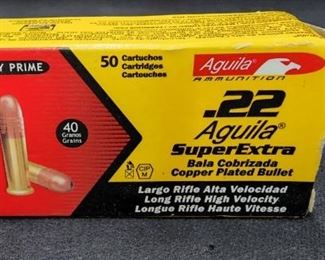 Y PRIME
50 Cartuchos
Cartridges
Cartouches
Aguila®
AMMUNITION
40
Granos
Grains
.22
Aguila®
SuperExtra
Bala Cobrizada
Copper Plated Bullet
CIP
M
Largo Rifle Alta Velocidad
Long Rifle High Velocity
Longue Rifle Haute Vitesse